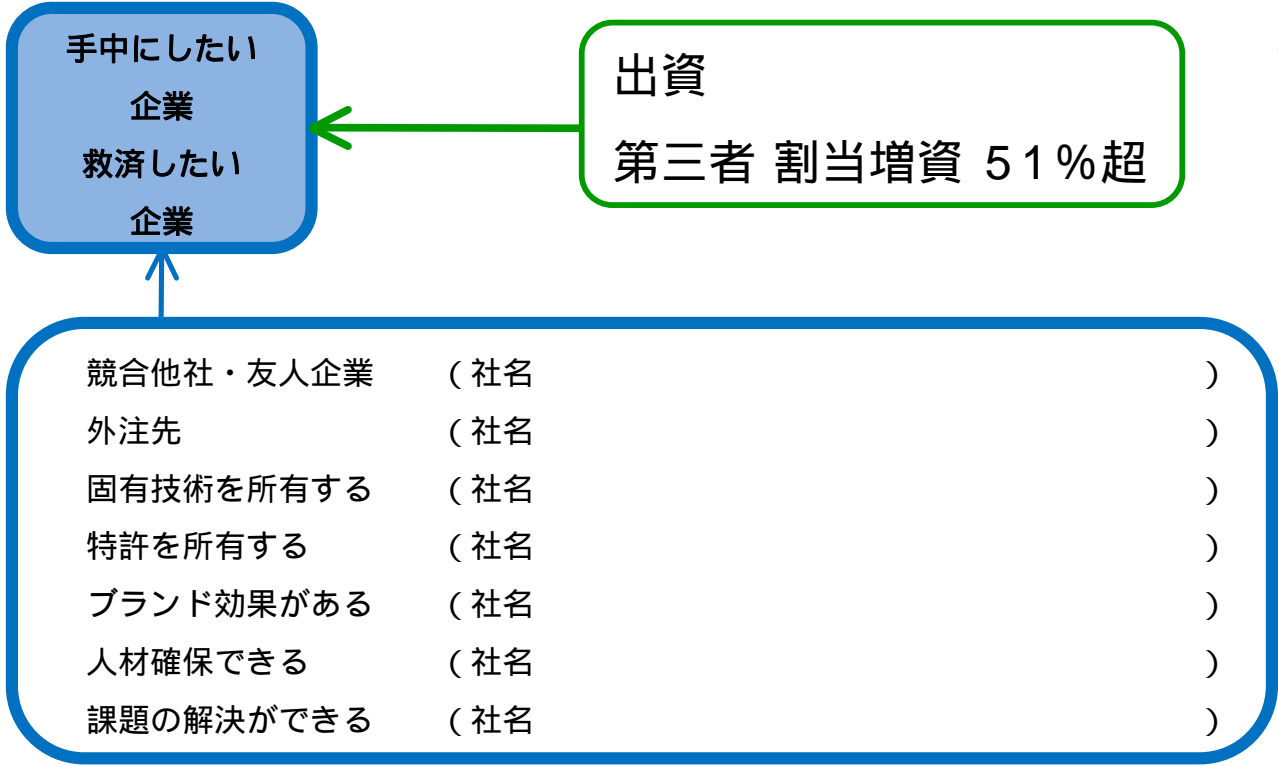 手中にしたい
企業
救済したい
企業
出資
第三者 割当増資 51%超
競合他社・友人企業 (社名 )
外注先 (社名 )
固有技術を所有する (社名 )
特許を所有する (社名 )
ブランド効果がある (社名 )
人材確保できる (社名 )
課題の解決ができる (社名 )